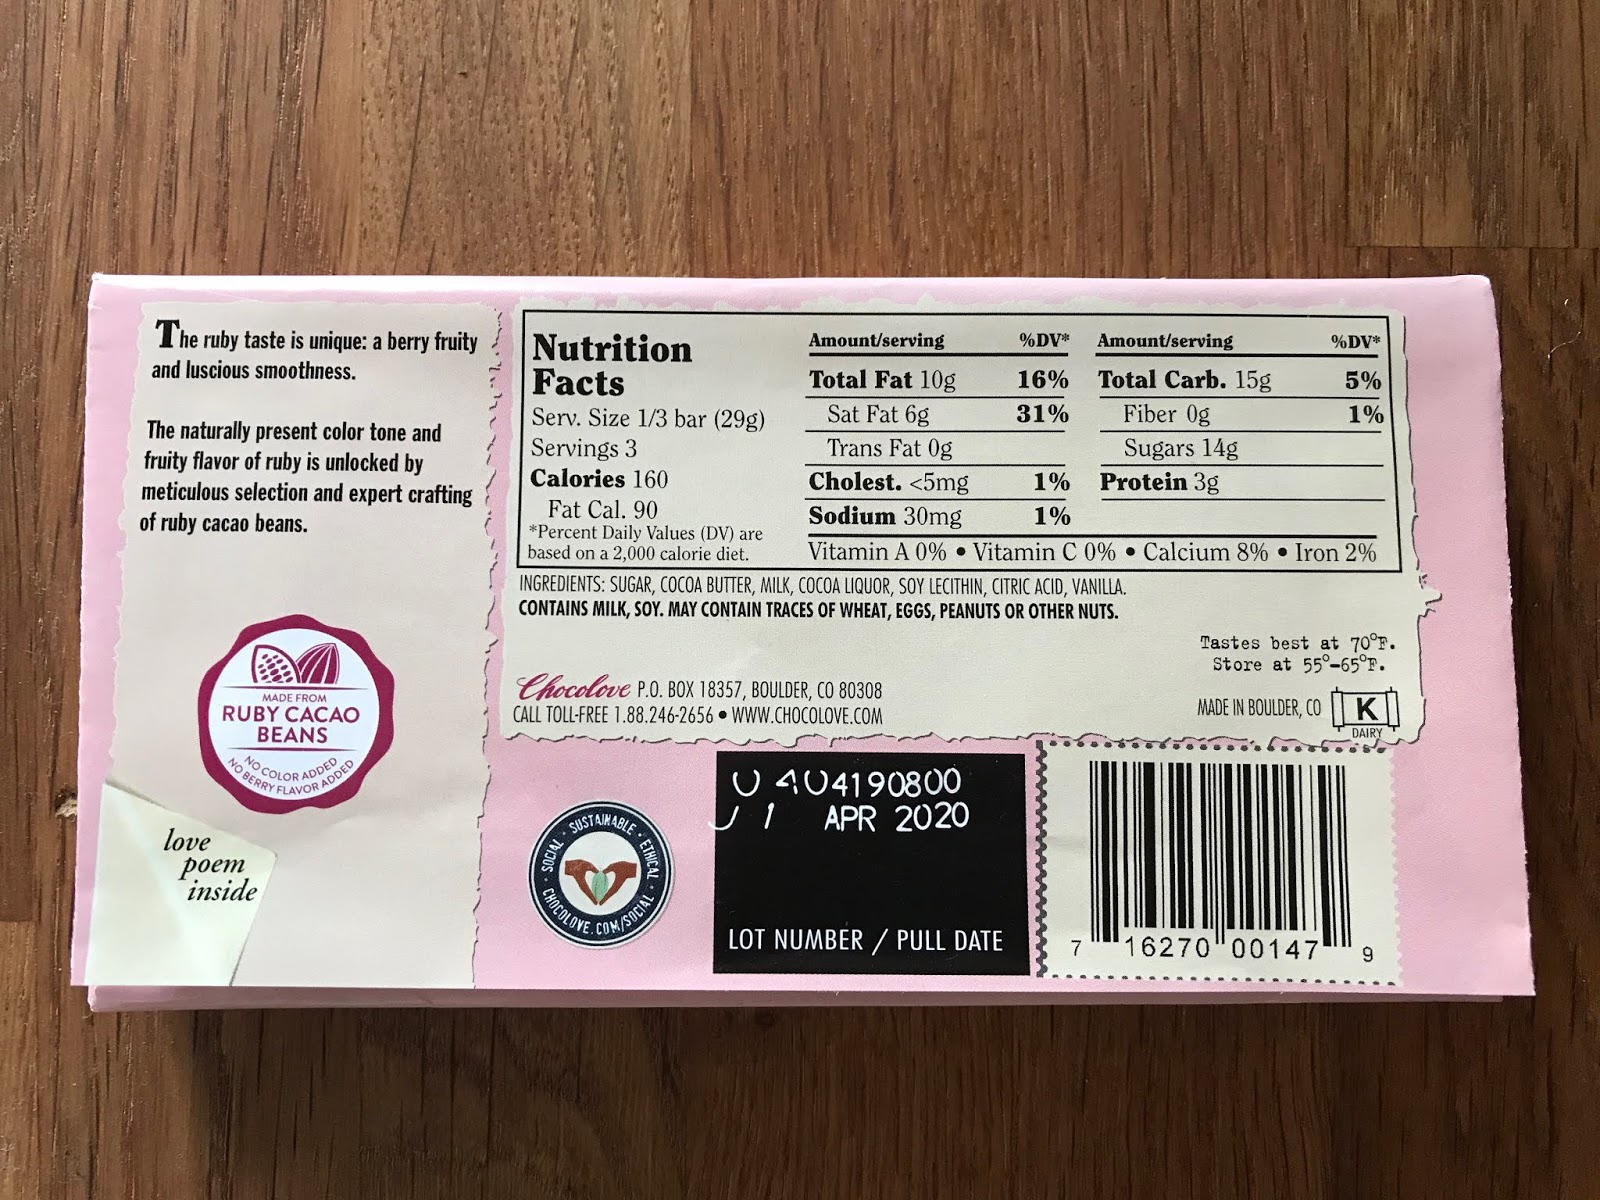 The ruby taste is unique: a berry fruity
and luscious smoothness.
The naturally present color tone and
fruity flavor of ruby is unlocked by
meticulous selection and expert crafting
of ruby cacao beans.
MADE FROM
RUBY CACAO
BEANS
NO COLOR ADDED
NO BERRY FLAVOR ADDED
love
poem
inside
Nutrition
Facts
Serv. Size 1/3 bar (29g)
Servings 3
Calories 160
Fat Cal. 90
*Percent Daily Values (DV) are
based on a 2,000 calorie diet.
Amount/serving %DV*
Total Fat 10g 16%
Sat Fat 6g 31%
Trans Fat 0g
Cholest. <5mg 1%
Sodium 30mg 1%
Amount/serving %DV*
Total Carb. 15g 5%
Fiber 0g 1%
Sugars 14g
Protein 3g
Vitamin A 0% • Vitamin C 0% • Calcium 8% • Iron 2%
INGREDIENTS: SUGAR, COCOA BUTTER, MILK, COCOA LIQUOR, SOY LECITHIN, CITRIC ACID, VANILLA.
CONTAINS MILK, SOY. MAY CONTAIN TRACES OF WHEAT, EGGS, PEANUTS OR OTHER NUTS.
Tastes best at 70°F.
Store at 55°–65°F.
Chocolove P.O. BOX 18357, BOULDER, CO 80308
CALL TOLL-FREE 1.88.246-2656 • WWW.CHOCOLOVE.COM
MADE IN BOULDER, CO
K
DAIRY
SOCIAL · SUSTAINABLE · ETHICAL
CHOCOLOVE.COM/SOCIAL
4190800
APR 2020
LOT NUMBER / PULL DATE
7 16270 00147 9